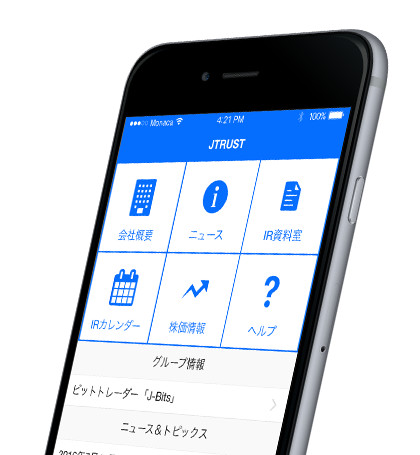 Monaca 4:21 PM 100%
JTRUST
会社概要 ニュース IR資料室
IRカレンダー 株価情報 ヘルプ
グループ情報
ビットトレーダー「J-Bits」
ニュース＆トピックス